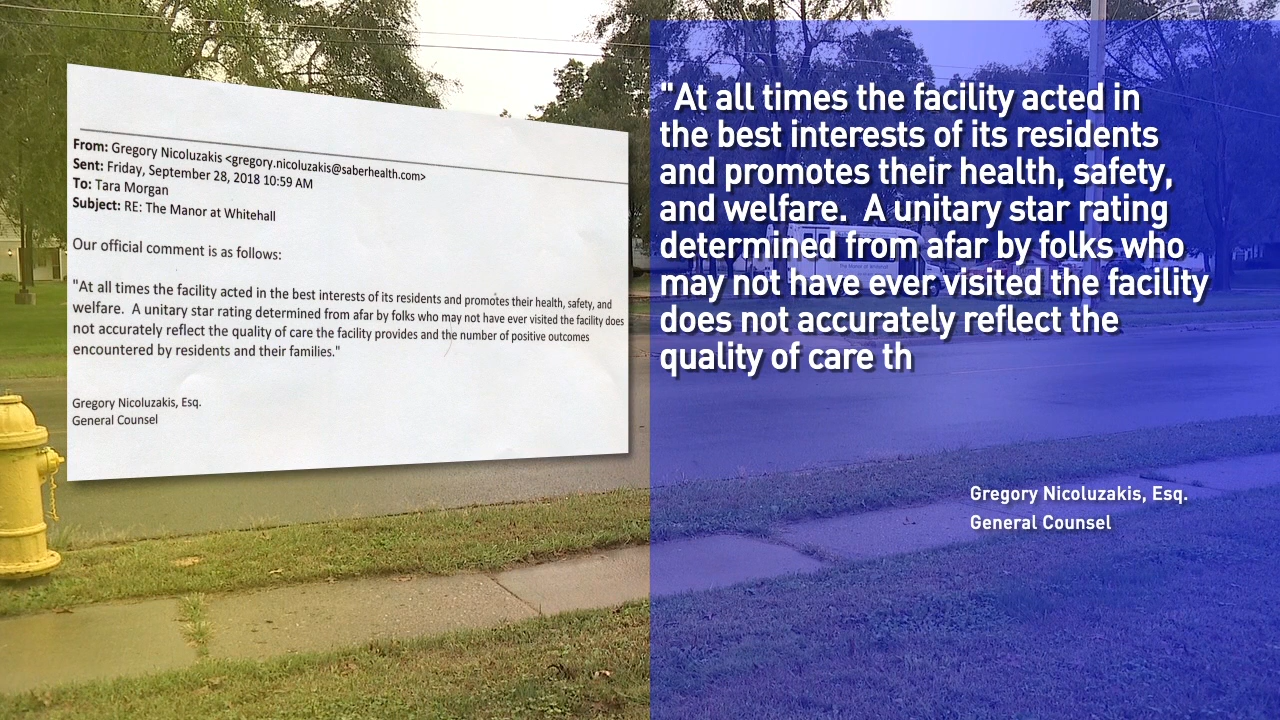 From: Gregory Nicoluzakis <gregory.nicoluzakis@saberhealth.com>
Sent: Friday, September 28, 2018 10:59 AM
To: Tara Morgan
Subject: RE: The Manor at Whitehall
Our official comment is as follows:
"At all times the facility acted in the best interests of its residents and promotes their health, safety, and
welfare. A unitary star rating determined from afar by folks who may not have ever visited the facility does
not accurately reflect the quality of care the facility provides and the number of positive outcomes
encountered by residents and their families."
Gregory Nicoluzakis, Esq.
General Counsel
"At all times the facility acted in
the best interests of its residents
and promotes their health, safety,
and welfare. A unitary star rating
determined from afar by folks who
may not have ever visited the facility
does not accurately reflect the
quality of care th
Gregory Nicoluzakis, Esq.
General Counsel
The Manor at Whitehall